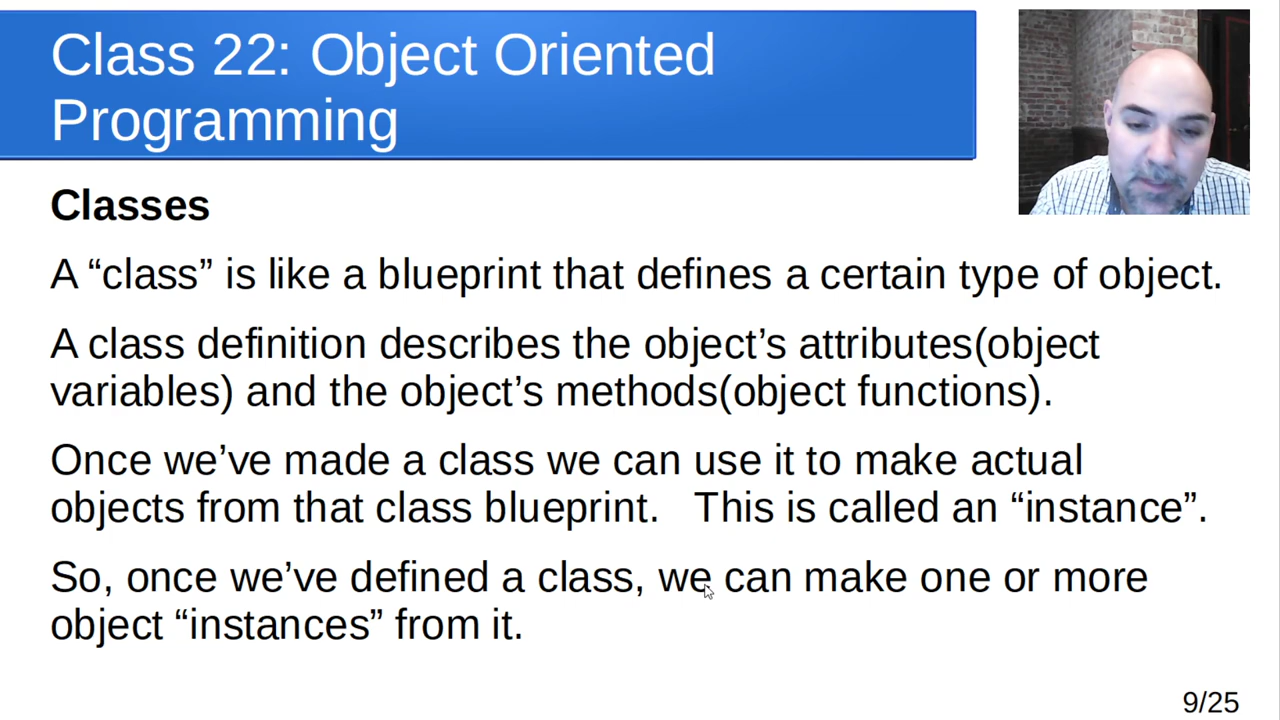 Class 22: Object Oriented
Programming
Classes
A “class” is like a blueprint that defines a certain type of object.
A class definition describes the object’s attributes(object
variables) and the object’s methods(object functions).
Once we’ve made a class we can use it to make actual
objects from that class blueprint.   This is called an “instance”.
So, once we’ve defined a class, we can make one or more
object “instances” from it.
9/25